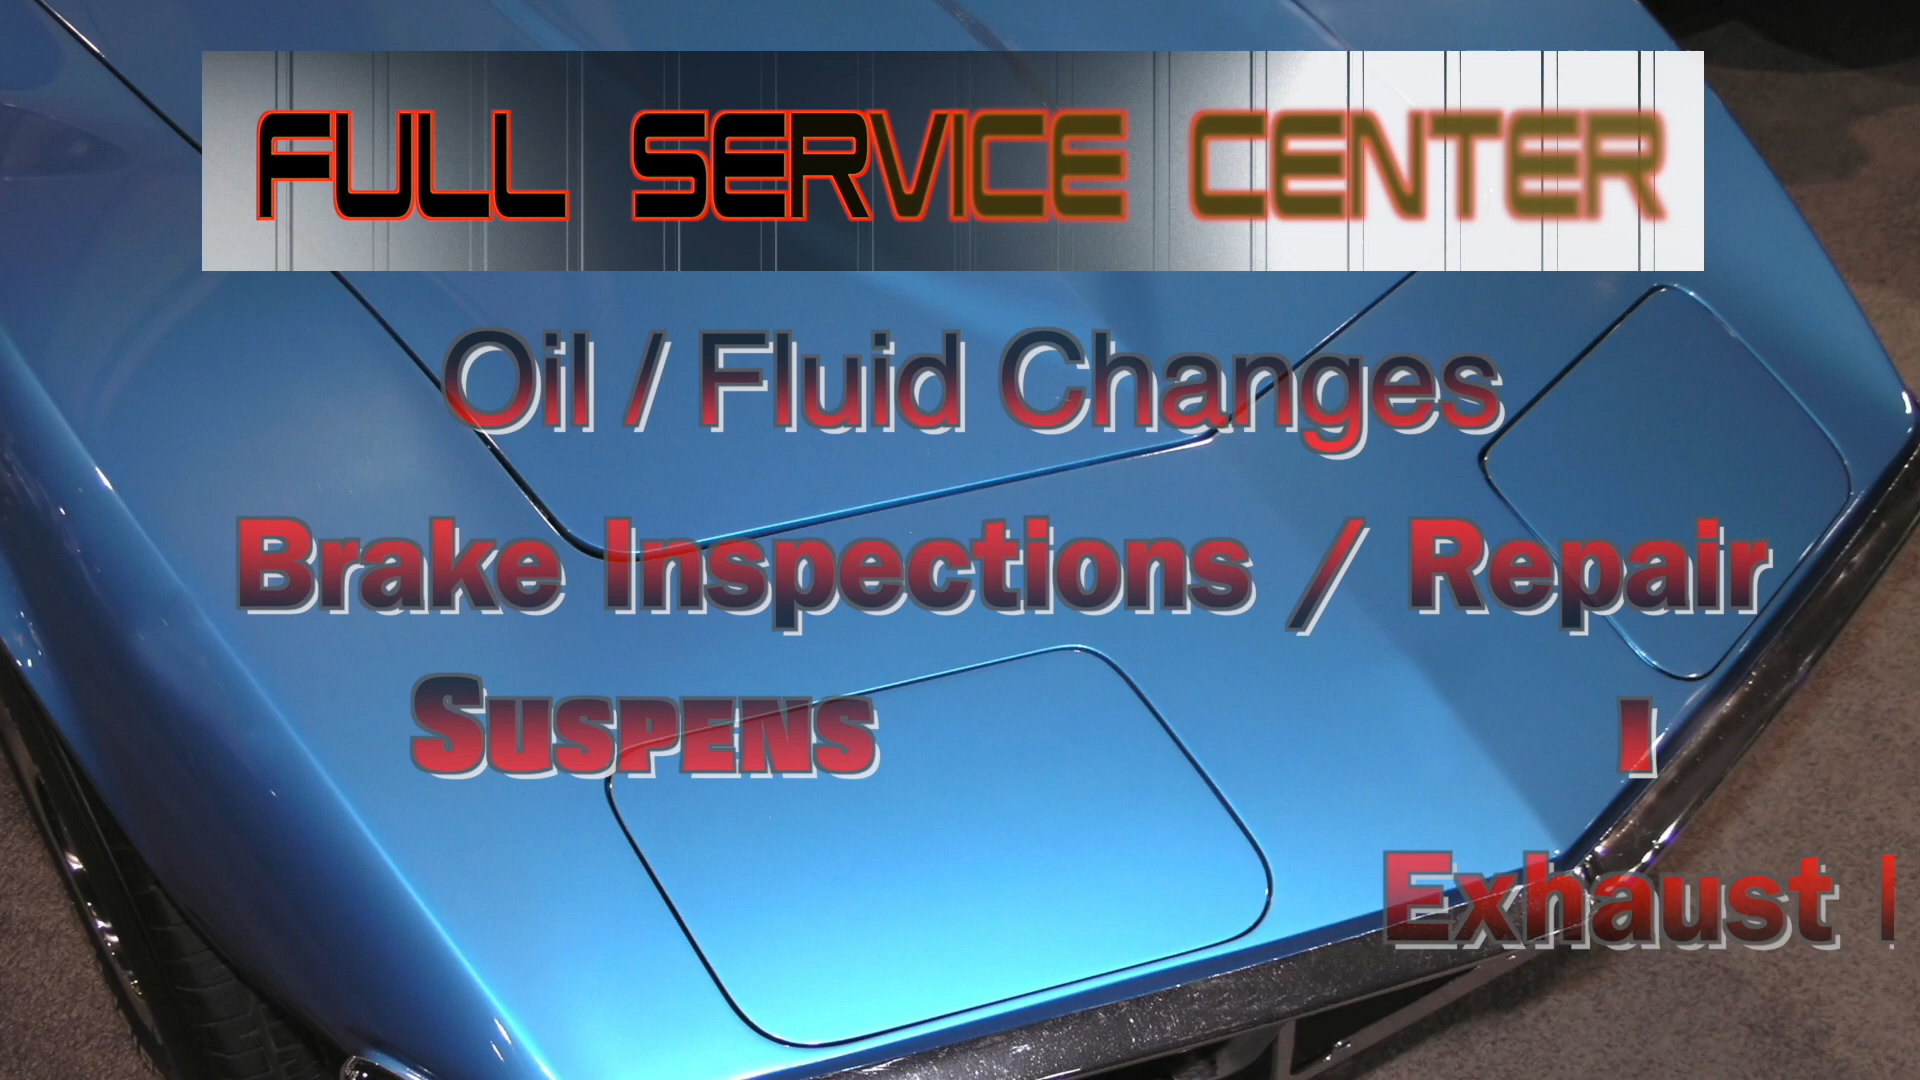 FULL SERVICE CENTER
Oil / Fluid Changes
Brake Inspections / Repair
SUSPENS I
Exhaust